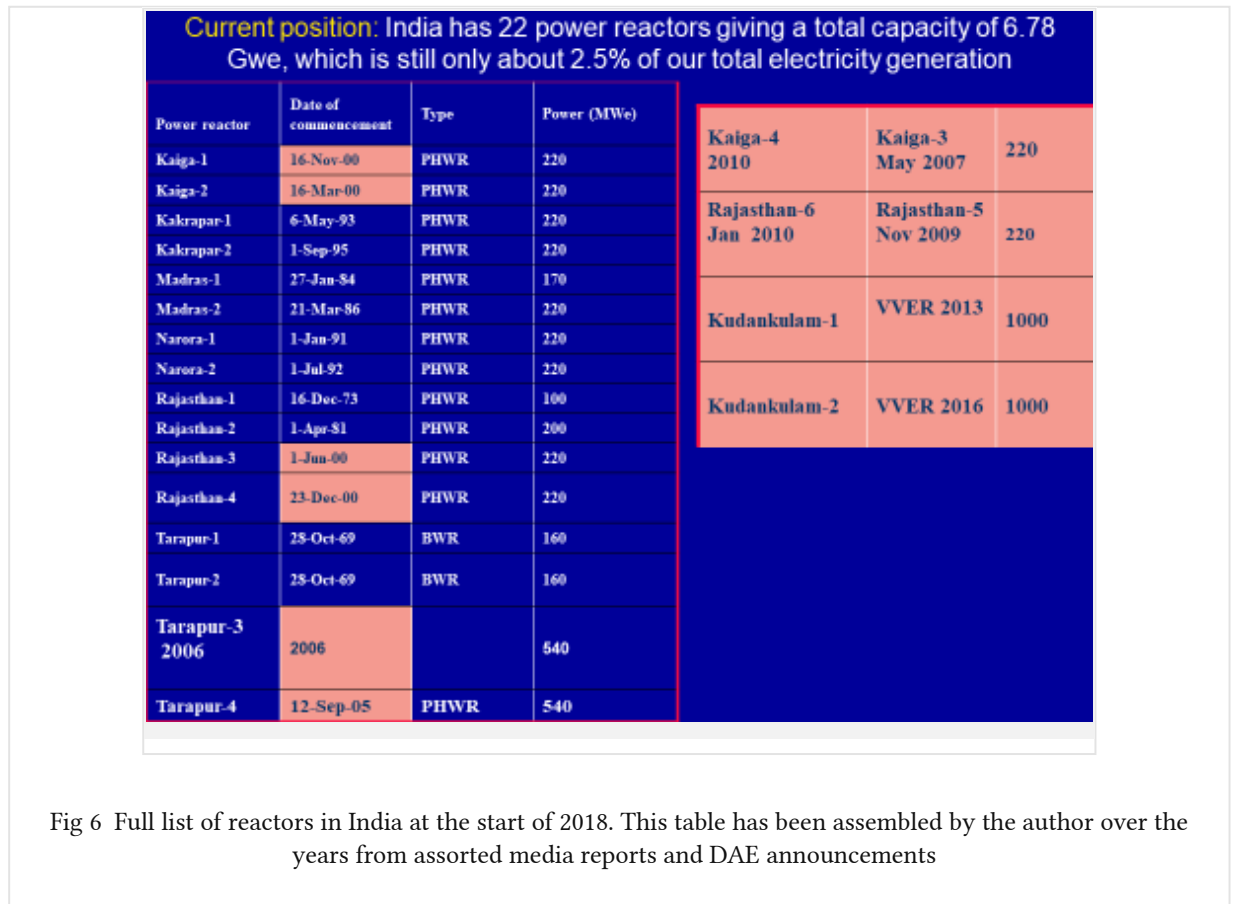 Current position: India has 22 power reactors giving a total capacity of 6.78
Gwe, which is still only about 2.5% of our total electricity generation
Power reactor Date of commencement Type Power (MWe)
Kaiga-1 16-Nov-00 PHWR 220
Kaiga-2 16-Mar-00 PHWR 220
Kakrapar-1 6-May-93 PHWR 220
Kakrapar-2 1-Sep-95 PHWR 220
Madras-1 27-Jan-84 PHWR 170
Madras-2 21-Mar-86 PHWR 220
Narora-1 1-Jan-91 PHWR 220
Narora-2 1-Jul-92 PHWR 220
Rajasthan-1 16-Dec-73 PHWR 100
Rajasthan-2 1-Apr-81 PHWR 200
Rajasthan-3 1-Jun-00 PHWR 220
Rajasthan-4 23-Dec-00 PHWR 220
Tarapur-1 28-Oct-69 BWR 160
Tarapur-2 28-Oct-69 BWR 160
Tarapur-3
2006 2006 540
Tarapur-4 12-Sep-05 PHWR 540
Kaiga-4 Kaiga-3 220
2010 May 2007
Rajasthan-6 Rajasthan-5
Jan 2010 Nov 2009 220
Kudankulam-1 VVER 2013 1000
Kudankulam-2 VVER 2016 1000
Fig 6 Full list of reactors in India at the start of 2018. This table has been assembled by the author over the
years from assorted media reports and DAE announcements